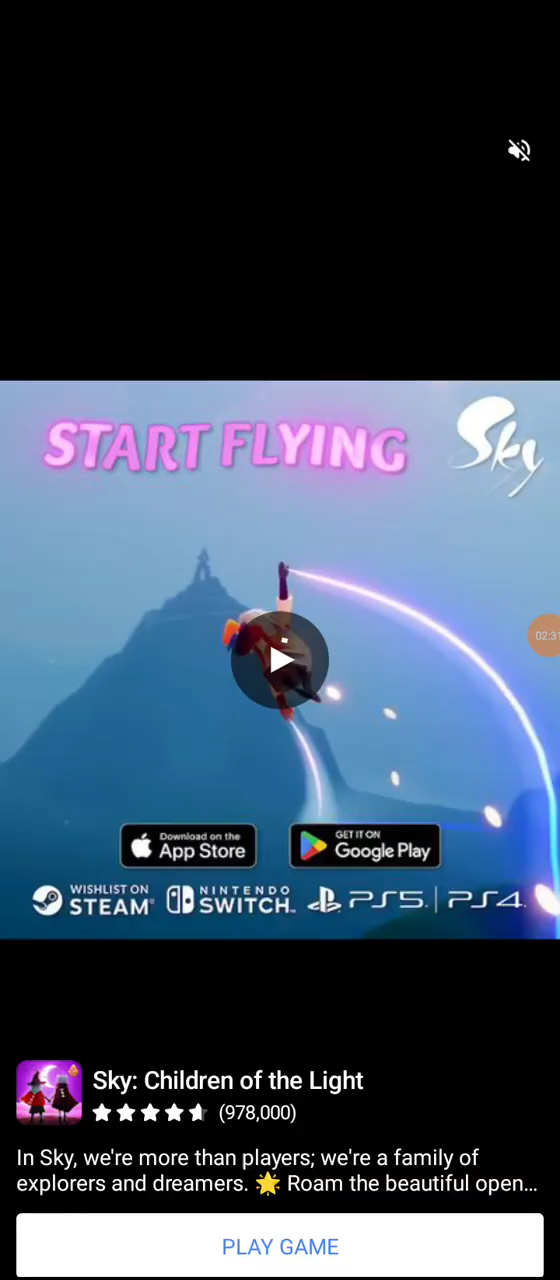 START FLYING
Sky
02:31
Download on the
App Store
GET IT ON
Google Play
WISHLIST ON
STEAM
NINTENDO
SWITCH
PS5 | PS4
Sky: Children of the Light
(978,000)
In Sky, we're more than players; we're a family of
explorers and dreamers. 🌟 Roam the beautiful open...
PLAY GAME